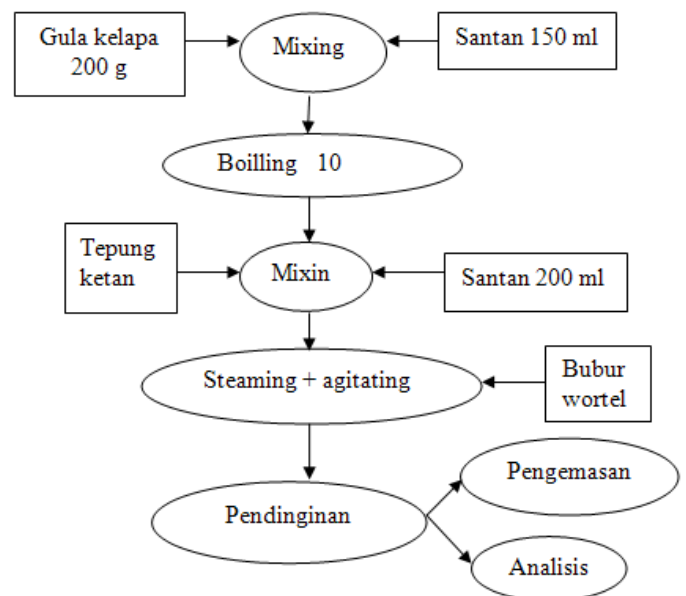 Gula kelapa
200 g
Mixing
Santan 150 ml
Boilling 10
Tepung
ketan
Mixin
Santan 200 ml
Steaming + agitating
Bubur
wortel
Pengemasan
Pendinginan
Analisis